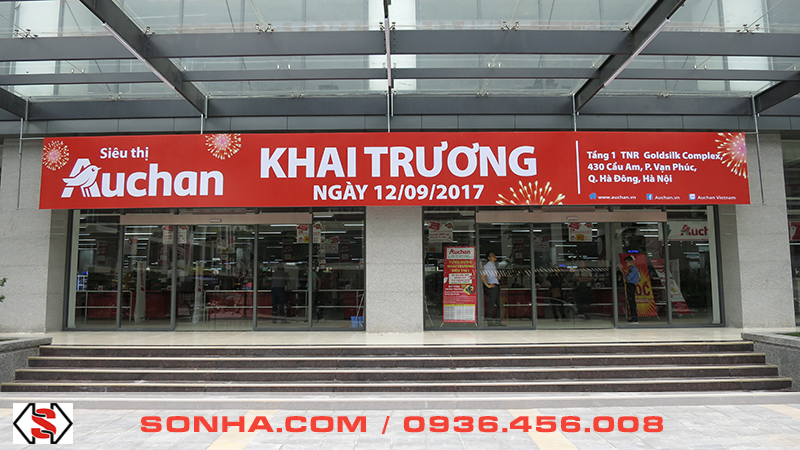 Siêu thị
Auchan
KHAI TRƯƠNG
NGÀY 12/09/2017
Tầng 1 TNR Goldsilk Complex,
430 Cầu Am, P. Vạn Phúc,
Q. Hà Đông, Hà Nội
www.auchan.vn Auchan.vn Auchan Vietnam
Auchan
Auchan
SONHA.COM / 0936.456.008